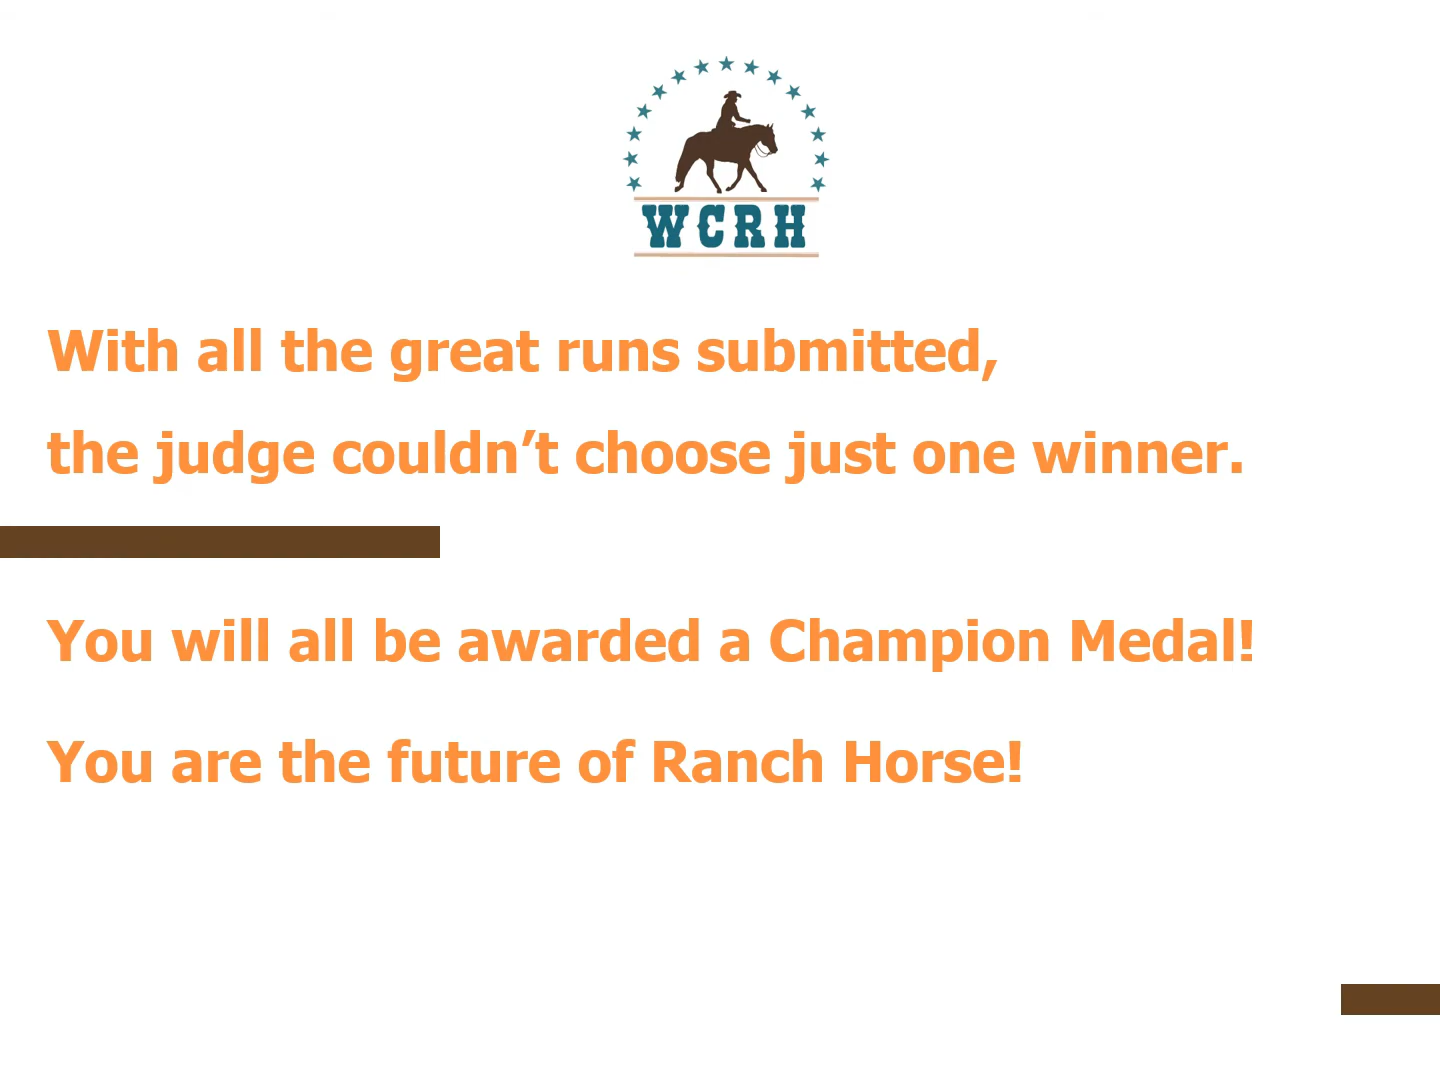 WCRH
With all the great runs submitted,
the judge couldn’t choose just one winner.
You will all be awarded a Champion Medal!
You are the future of Ranch Horse!